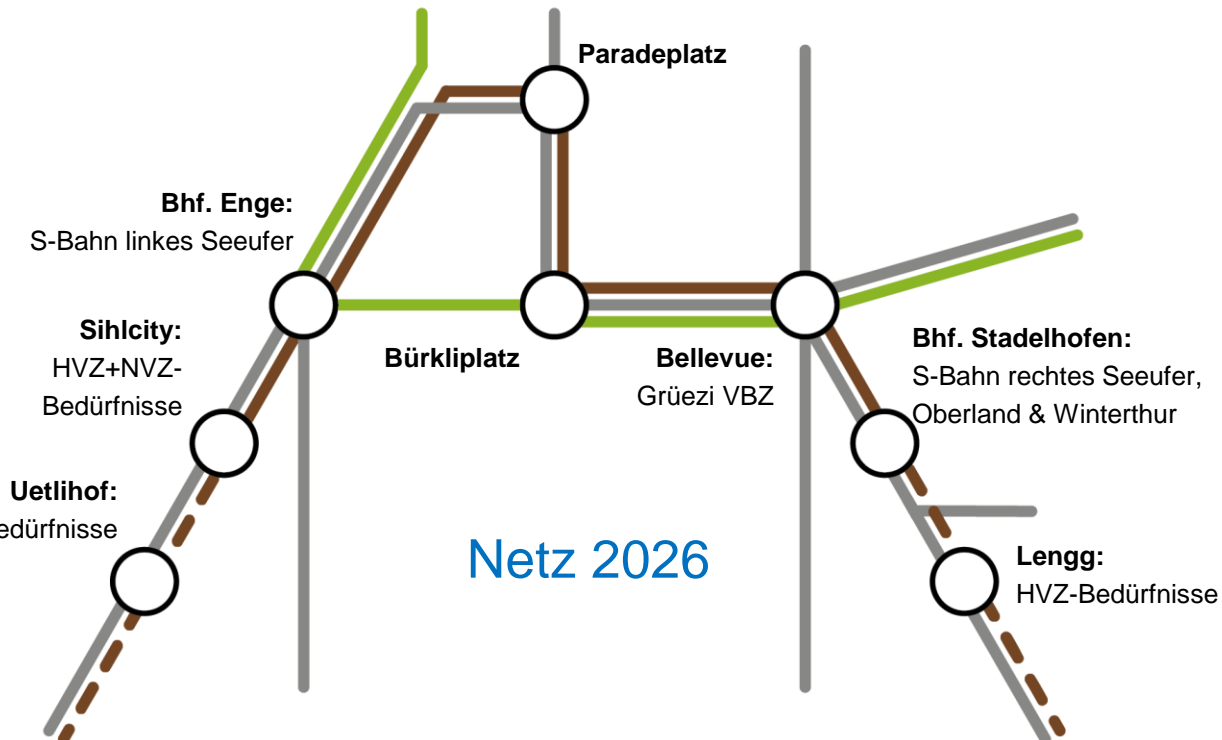 Paradeplatz
Bhf. Enge:
S-Bahn linkes Seeufer
Sihlcity:
HVZ+NVZ-
Bedürfnisse
Bürkliplatz
Bellevue:
Grüezi VBZ
Bhf. Stadelhofen:
S-Bahn rechtes Seeufer,
Oberland & Winterthur
Uetlihof:
edürfnisse
Netz 2026
Lengg:
HVZ-Bedürfnisse